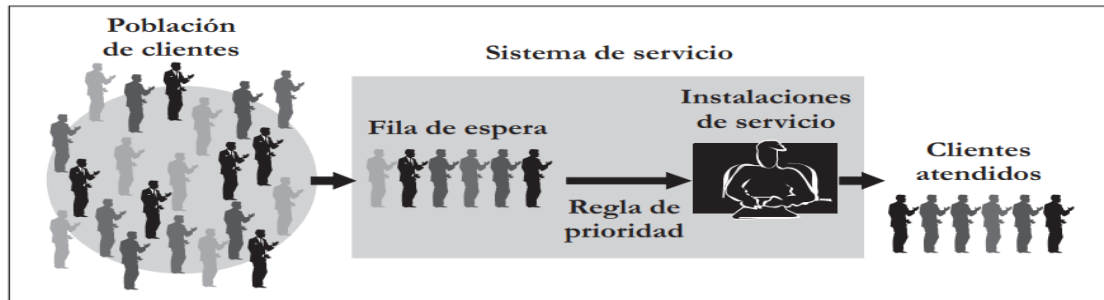 Población
de clientes
Sistema de servicio
Fila de espera
Regla de
prioridad
Instalaciones
de servicio
Clientes
atendidos